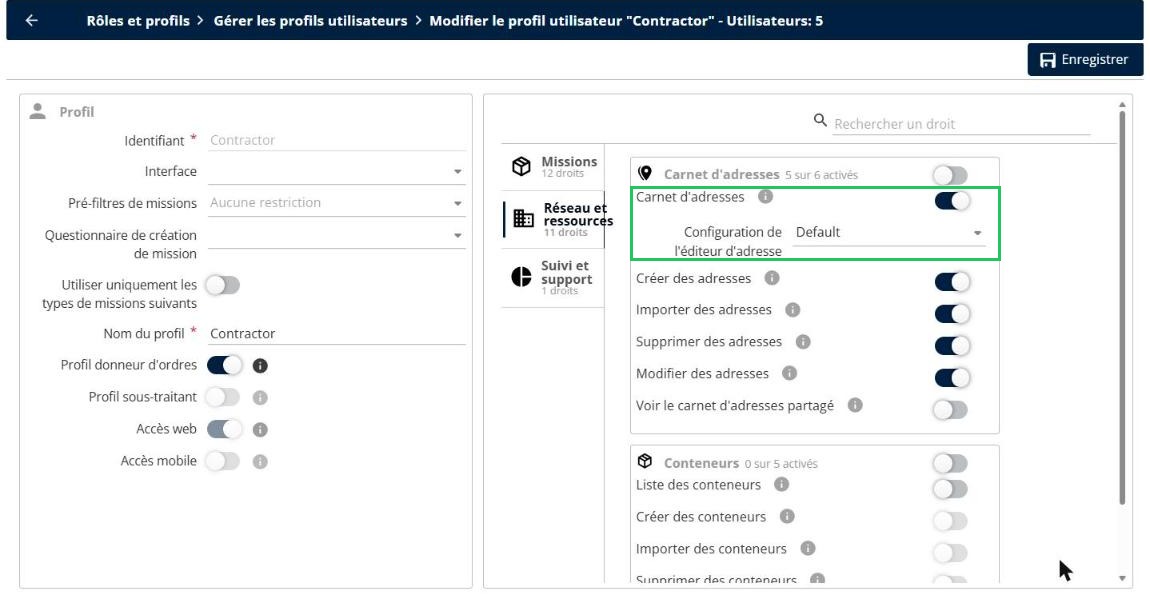 Rôles et profils > Gérer les profils utilisateurs > Modifier le profil utilisateur "Contractor" - Utilisateurs: 5
Enregistrer
Profil
Identifiant * Contractor
Interface
Pré-filtres de missions Aucune restriction
Questionnaire de création
de mission
Utiliser uniquement les
types de missions suivants
Nom du profil * Contractor
Profil donneur d'ordres
Profil sous-traitant
Accès web
Accès mobile
Rechercher un droit
Missions
12 droits
Réseau et
ressources
11 droits
Suivi et
support
1 droits
Carnet d'adresses 5 sur 6 activés
Carnet d'adresses
Configuration de Default
l'éditeur d'adresse
Créer des adresses
Importer des adresses
Supprimer des adresses
Modifier des adresses
Voir le carnet d'adresses partagé
Conteneurs 0 sur 5 activés
Liste des conteneurs
Créer des conteneurs
Importer des conteneurs
Supprimer des conteneurs